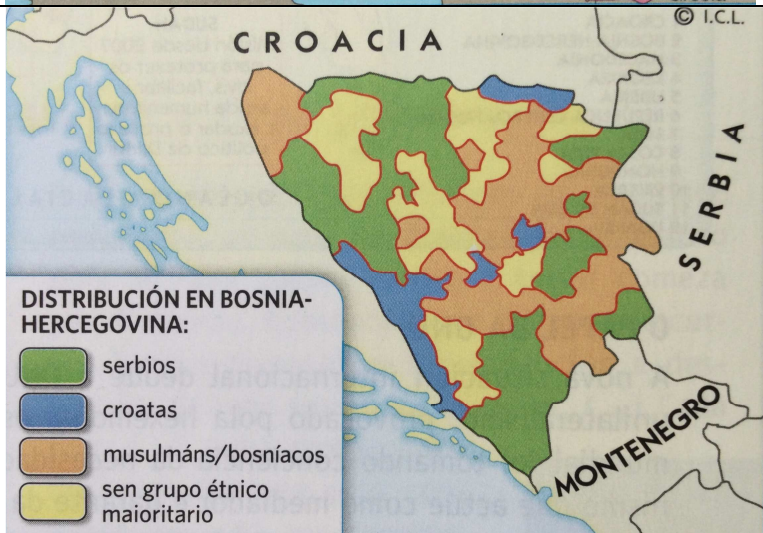 © I.C.L.
CROACIA
SERBIA
MONTENEGRO
DISTRIBUCIÓN EN BOSNIA-
HERCEGOVINA:
serbios
croatas
musulmáns/bosníacos
sen grupo étnico
maioritario